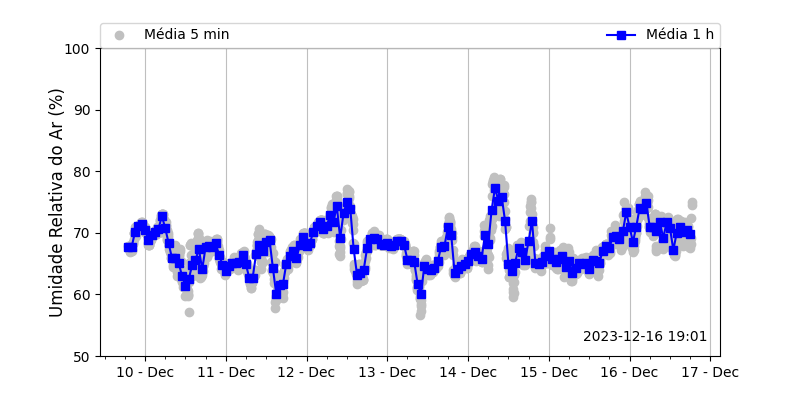 Média 5 min
Média 1 h
100
90
80
70
60
50
Umidade Relativa do Ar (%)
2023-12-16 19:01
10 - Dec
11 - Dec
12 - Dec
13 - Dec
14 - Dec
15 - Dec
16 - Dec
17 - Dec